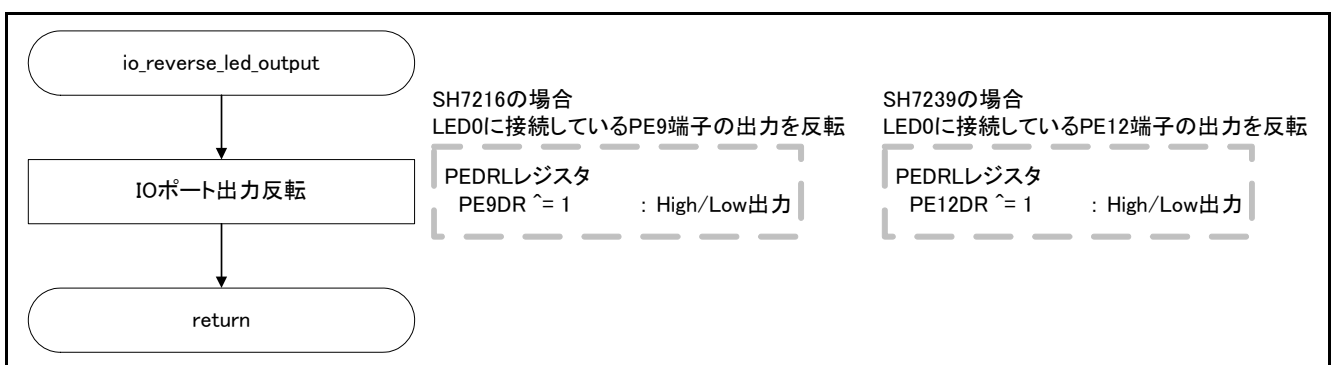 io_reverse_led_output
IOポート出力反転
return
SH7216の場合
LED0に接続しているPE9端子の出力を反転
PEDRLレジスタ
PE9DR ^= 1 : High/Low出力
SH7239の場合
LED0に接続しているPE12端子の出力を反転
PEDRLレジスタ
PE12DR ^= 1 : High/Low出力